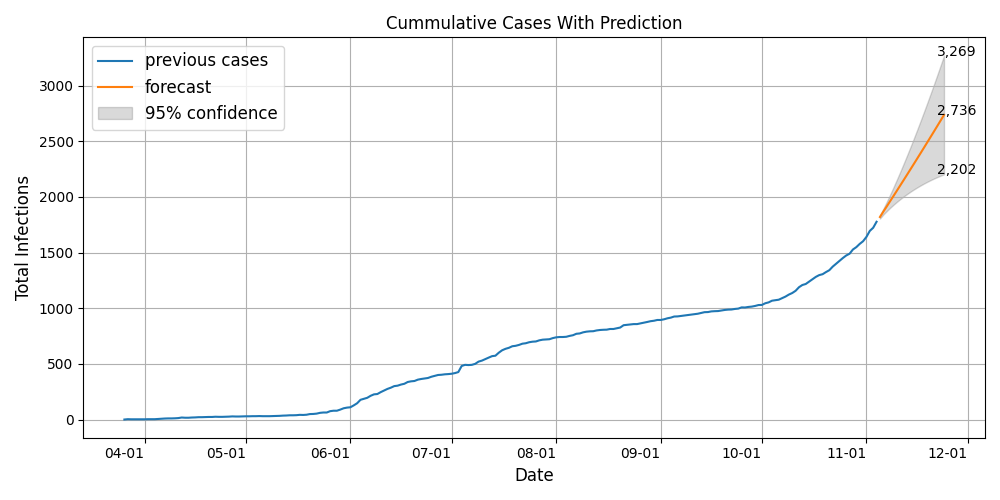 Cummulative Cases With Prediction
previous cases
forecast
95% confidence
3,269
2,736
2,202
Total Infections
3000
2500
2000
1500
1000
500
0
04-01 05-01 06-01 07-01 08-01 09-01 10-01 11-01 12-01
Date